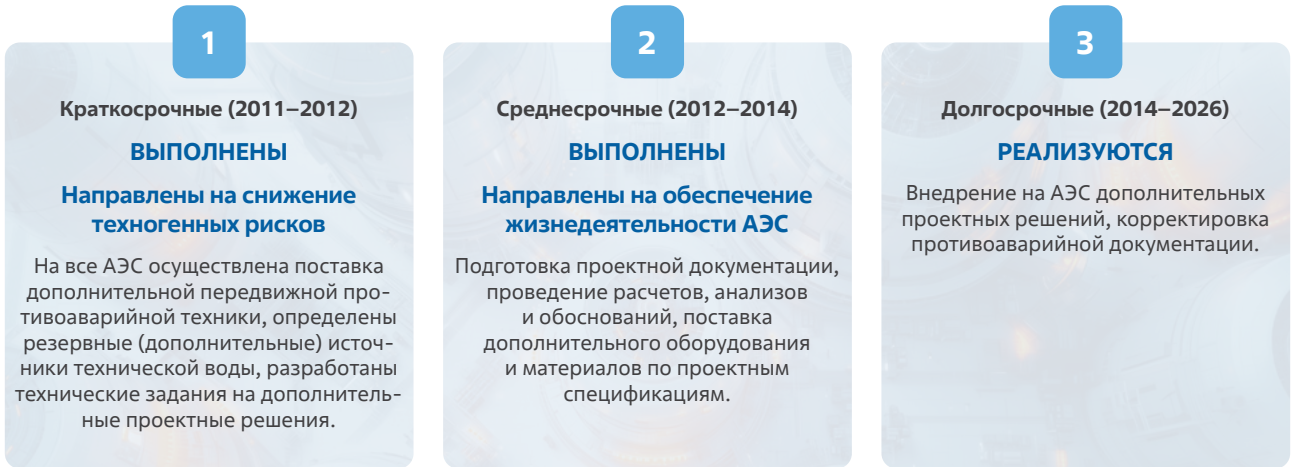 1
Краткосрочные (2011–2012)
ВЫПОЛНЕНЫ
Направлены на снижение
техногенных рисков
На все АЭС осуществлена поставка
дополнительной передвижной про-
тивоаварийной техники, определены
резервные (дополнительные) источ-
ники технической воды, разработаны
технические задания на дополнитель-
ные проектные решения.
2
Среднесрочные (2012–2014)
ВЫПОЛНЕНЫ
Направлены на обеспечение
жизнедеятельности АЭС
Подготовка проектной документации,
проведение расчетов, анализов
и обоснований, поставка
дополнительного оборудования
и материалов по проектным
спецификациям.
3
Долгосрочные (2014–2026)
РЕАЛИЗУЮТСЯ
Внедрение на АЭС дополнительных
проектных решений, корректировка
противоаварийной документации.